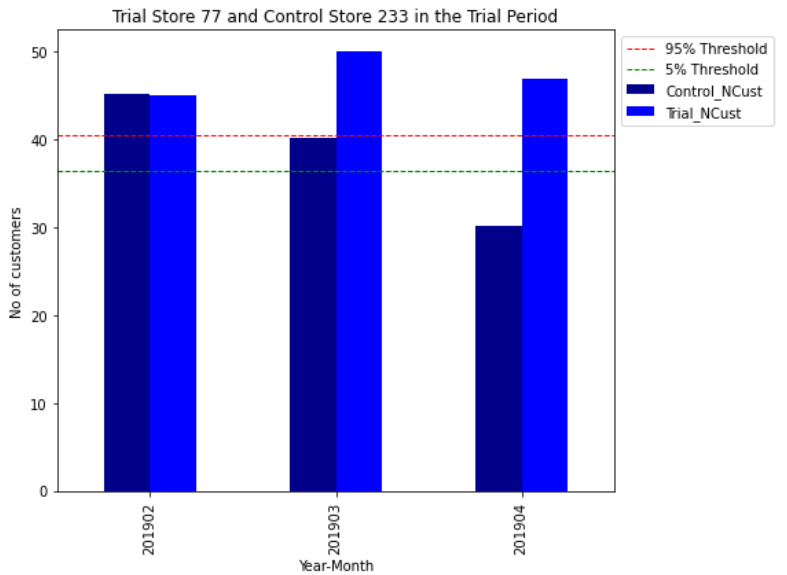 Trial Store 77 and Control Store 233 in the Trial Period
95% Threshold
5% Threshold
Control_NCust
Trial_NCust
50
40
30
20
10
0
No of customers
201902
201903
201904
Year-Month